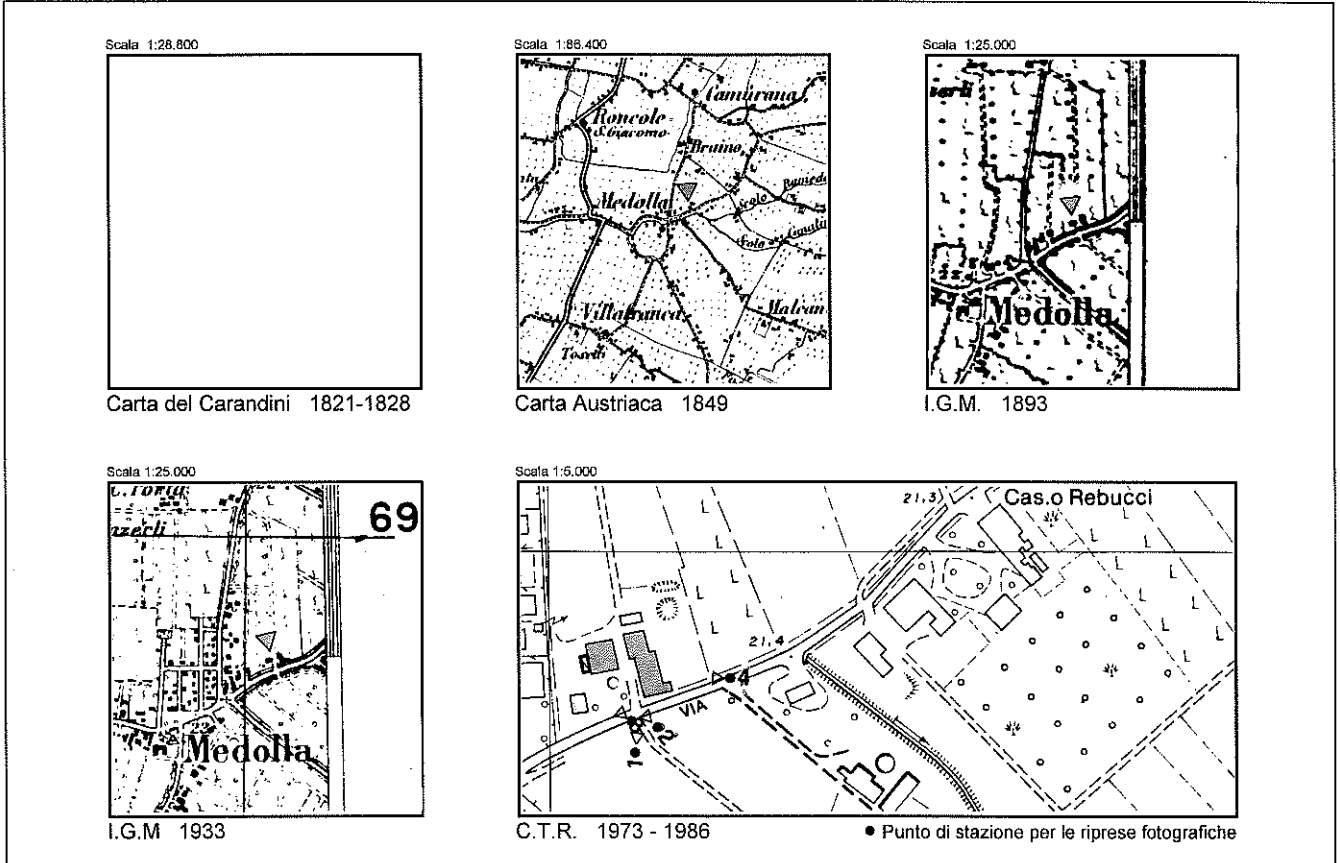 Scala 1:28.800
Carta del Carandini 1821-1828
Scala 1:86.400
Camurana
Roncole
S. Giacomo
Bruino
Medolla
Scolo
Villafranca
Toselli
Carta Austriaca 1849
Scala 1:25.000
Medolla
I.G.M. 1893
Scala 1:25.000
69
Medolla
I.G.M 1933
Scala 1:5.000
21.3
Cas.o Rebucci
21.4
4
VIA
2
1
C.T.R. 1973 - 1986
● Punto di stazione per le riprese fotografiche